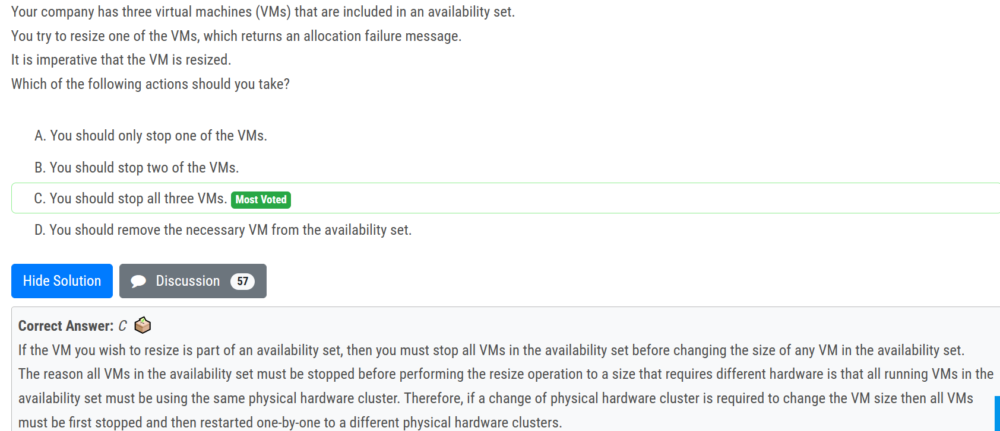 Your company has three virtual machines (VMs) that are included in an availability set.
You try to resize one of the VMs, which returns an allocation failure message.
It is imperative that the VM is resized.
Which of the following actions should you take?
A. You should only stop one of the VMs.
B. You should stop two of the VMs.
C. You should stop all three VMs. Most Voted
D. You should remove the necessary VM from the availability set.
Hide Solution Discussion 57
Correct Answer: C
If the VM you wish to resize is part of an availability set, then you must stop all VMs in the availability set before changing the size of any VM in the availability set.
The reason all VMs in the availability set must be stopped before performing the resize operation to a size that requires different hardware is that all running VMs in the
availability set must be using the same physical hardware cluster. Therefore, if a change of physical hardware cluster is required to change the VM size then all VMs
must be first stopped and then restarted one-by-one to a different physical hardware clusters.